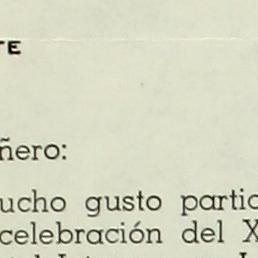 TE
ñero:
ucho gusto partic
celebración del X